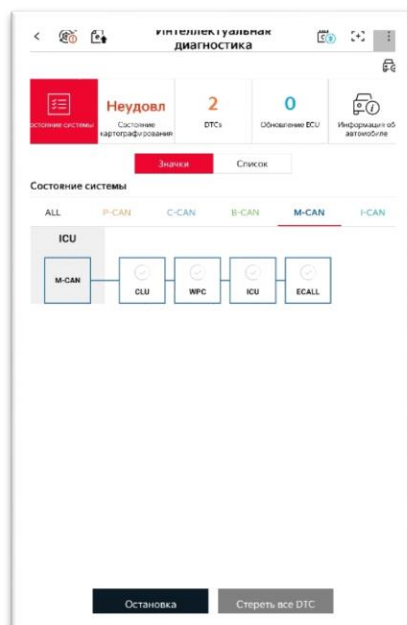 Интеллектуальная
диагностика
Состояние системы
Неудовл
Состояние
картографирования
2
DTCs
0
Обновление ECU
Информация об
автомобиле
Значки
Список
Состояние системы
ALL
P-CAN
C-CAN
B-CAN
M-CAN
I-CAN
ICU
M-CAN
CLU
WPC
ICU
ECALL
Остановка
Стереть все DTC